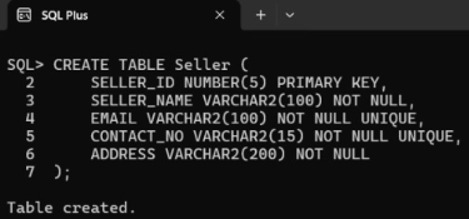 SQL Plus
SQL> CREATE TABLE Seller (
  2      SELLER_ID NUMBER(5) PRIMARY KEY,
  3      SELLER_NAME VARCHAR2(100) NOT NULL,
  4      EMAIL VARCHAR2(100) NOT NULL UNIQUE,
  5      CONTACT_NO VARCHAR2(15) NOT NULL UNIQUE,
  6      ADDRESS VARCHAR2(200) NOT NULL
  7  );
Table created.